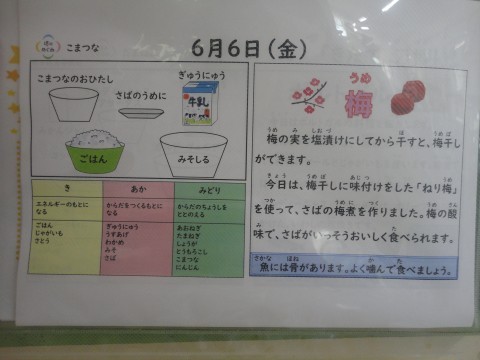 こまつな
6月6日（金）
こまつなのおひたし
ぎゅうにゅう
さばのうめに
牛乳
ごはん
みそしる
き
あか
みどり
エネルギーのもとに
なる
からだをつくるもとに
なる
からだのちょうしを
ととのえる
ごはん
じゃがいも
さとう
ぎゅうにゅう
うすあげ
わかめ
みそ
さば
あおねぎ
たまねぎ
しょうが
とうもろこし
こまつな
にんじん
うめ
梅
梅の実を塩漬けにしてから干すと、梅干し
ができます。
今日は、梅干しに味付けをした「ねり梅」
を使って、さばの梅煮を作りました。梅の酸
味で、さばがいっそうおいしく食べられます。
魚には骨があります。よく噛んで食べましょう。